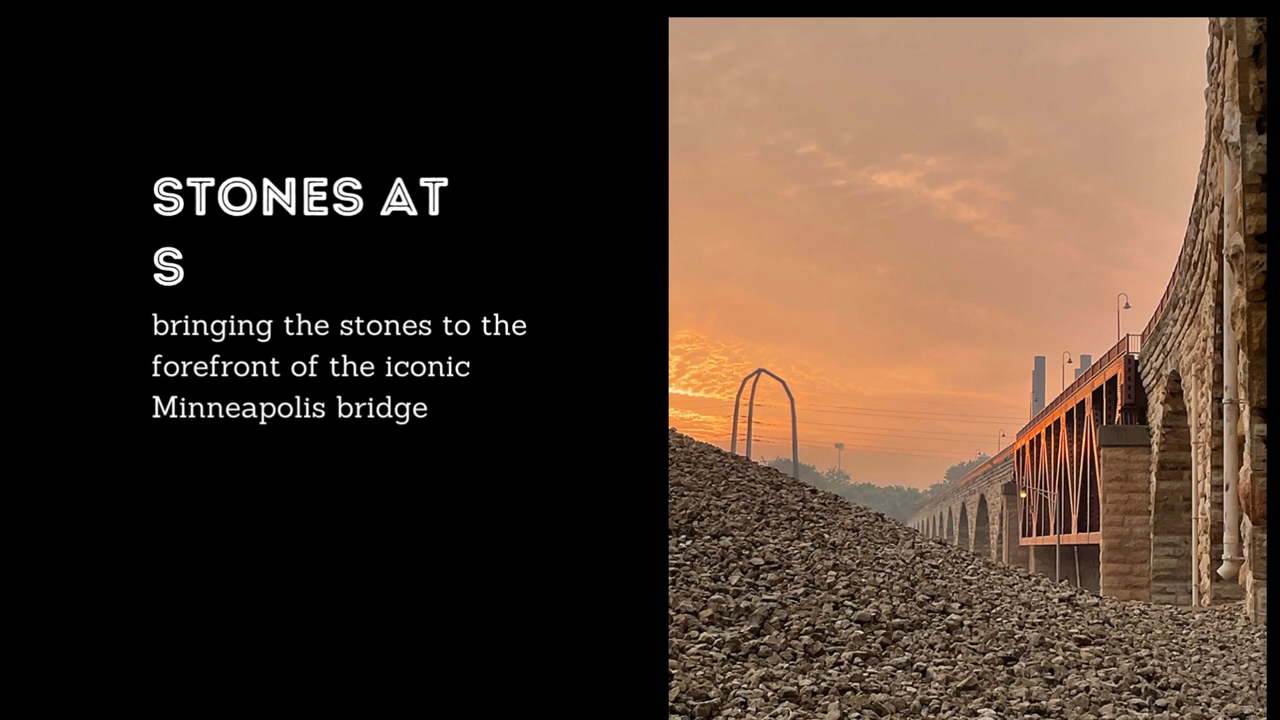 STONES AT
S
bringing the stones to the
forefront of the iconic
Minneapolis bridge